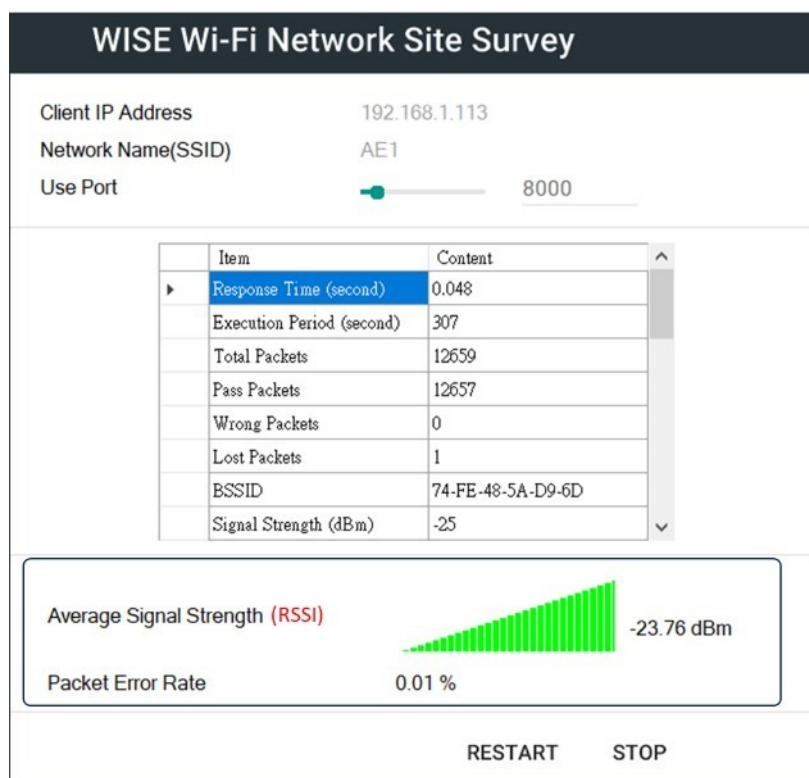 WISE Wi-Fi Network Site Survey
Client IP Address 192.168.1.113
Network Name(SSID) AE1
Use Port 8000
Item Content
Response Time (second) 0.048
Execution Period (second) 307
Total Packets 12659
Pass Packets 12657
Wrong Packets 0
Lost Packets 1
BSSID 74-FE-48-5A-D9-6D
Signal Strength (dBm) -25
Average Signal Strength (RSSI) -23.76 dBm
Packet Error Rate 0.01 %
RESTART STOP